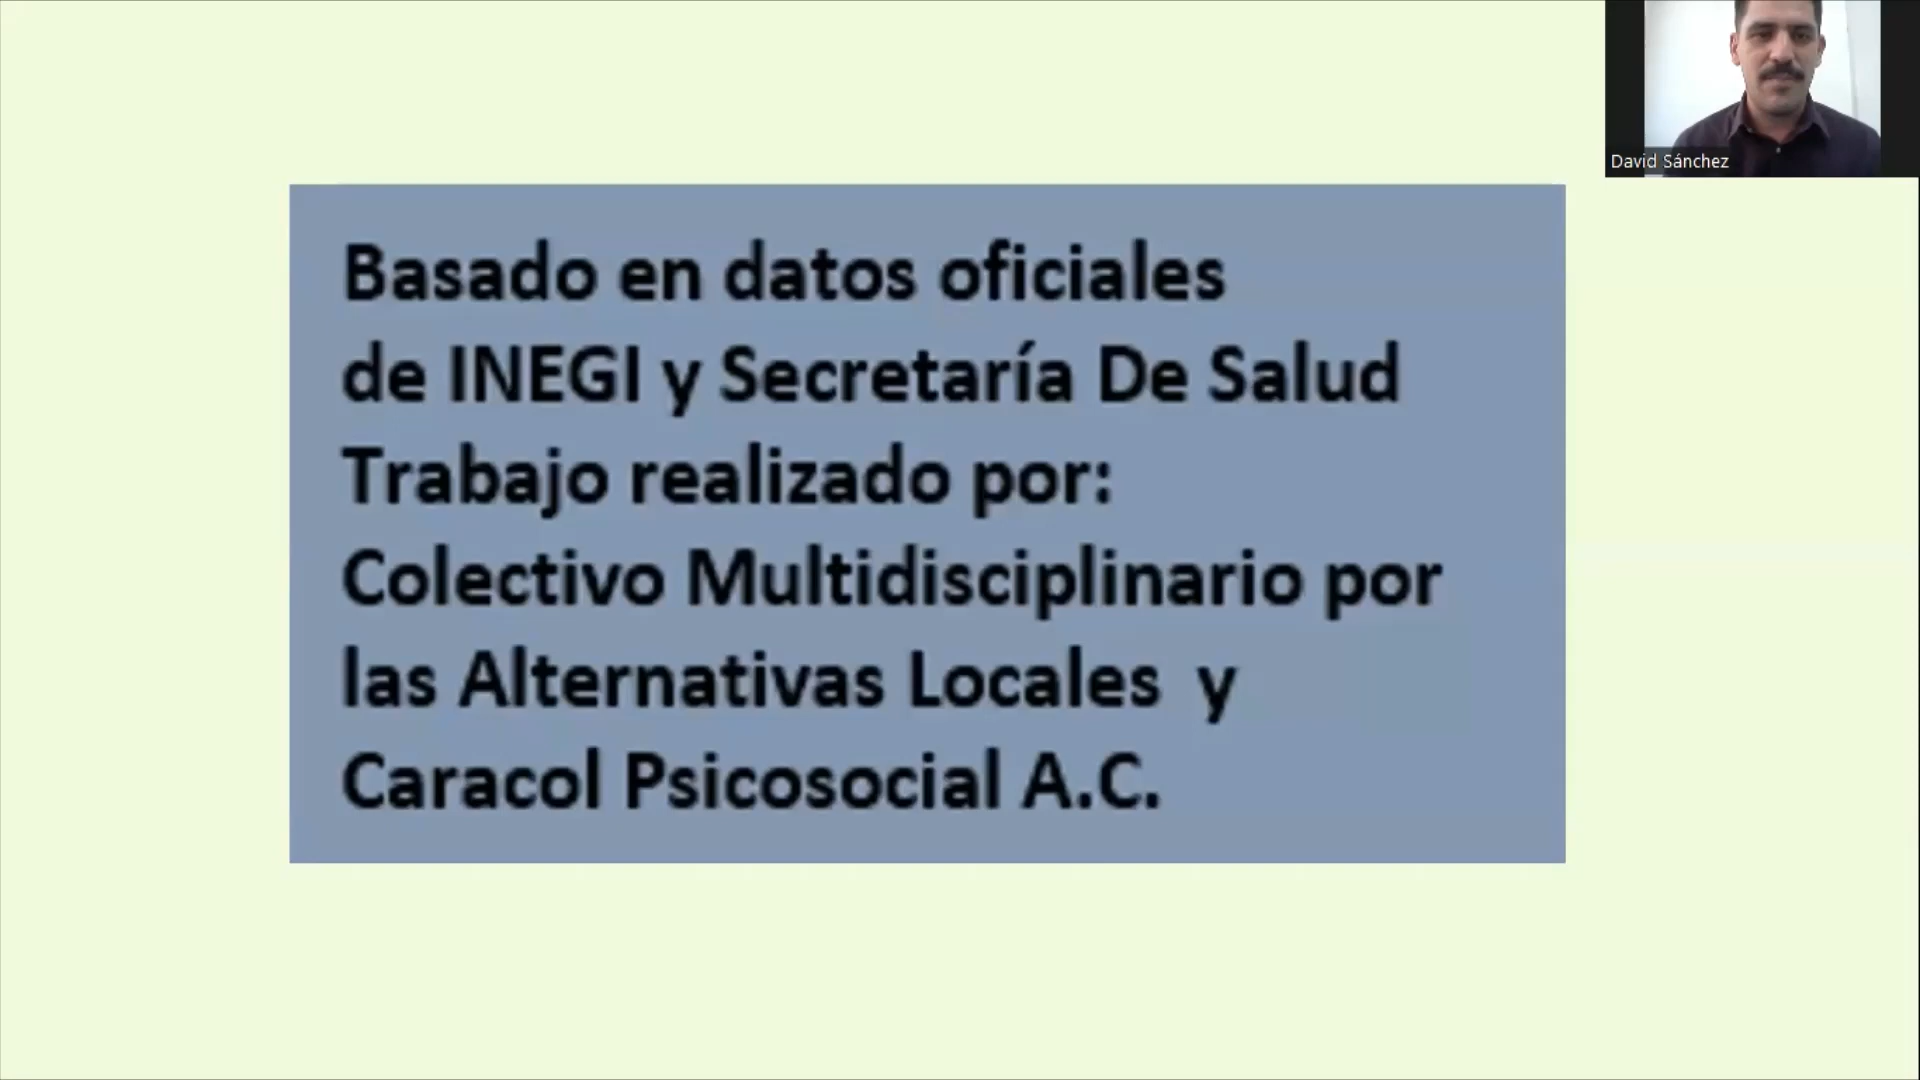 David Sánchez
Basado en datos oficiales
de INEGI y Secretaría De Salud
Trabajo realizado por:
Colectivo Multidisciplinario por
las Alternativas Locales y
Caracol Psicosocial A.C.